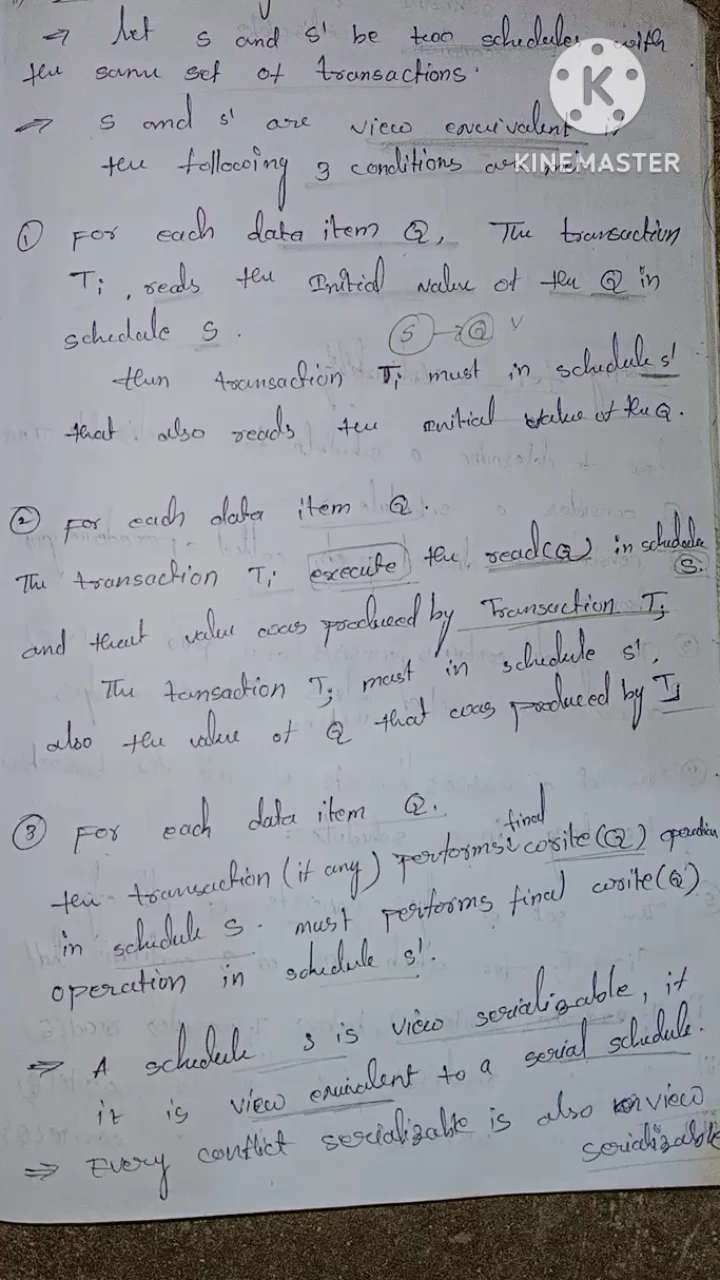 ⇒ Let S and S' be two schedules with
the same set of transactions.
⇒ S and S' are view equivalent if
the following 3 conditions are
KINEMASTER
① For each data item Q, The transaction
Ti, reads the Initial value of the Q in
schedule S.
S → Q
then transaction Ti must in schedule s'
that also reads the initial value of the Q.
② For each data item Q.
The transaction Ti execute the read(Q) in schedule
S.
and that value was produced by Transaction Tj
The tansaction Ti must in schedule s',
also the value of Q that was produced by Tj
③ For each data item Q.
final
the transaction (if any) performs write(Q) operation
in schedule S. must performs final write(Q)
operation in schedule s'.
⇒ A schedule s is view serializable, it
it is view equivalent to a serial schedule.
⇒ Every conflict serializable is also view
serializable